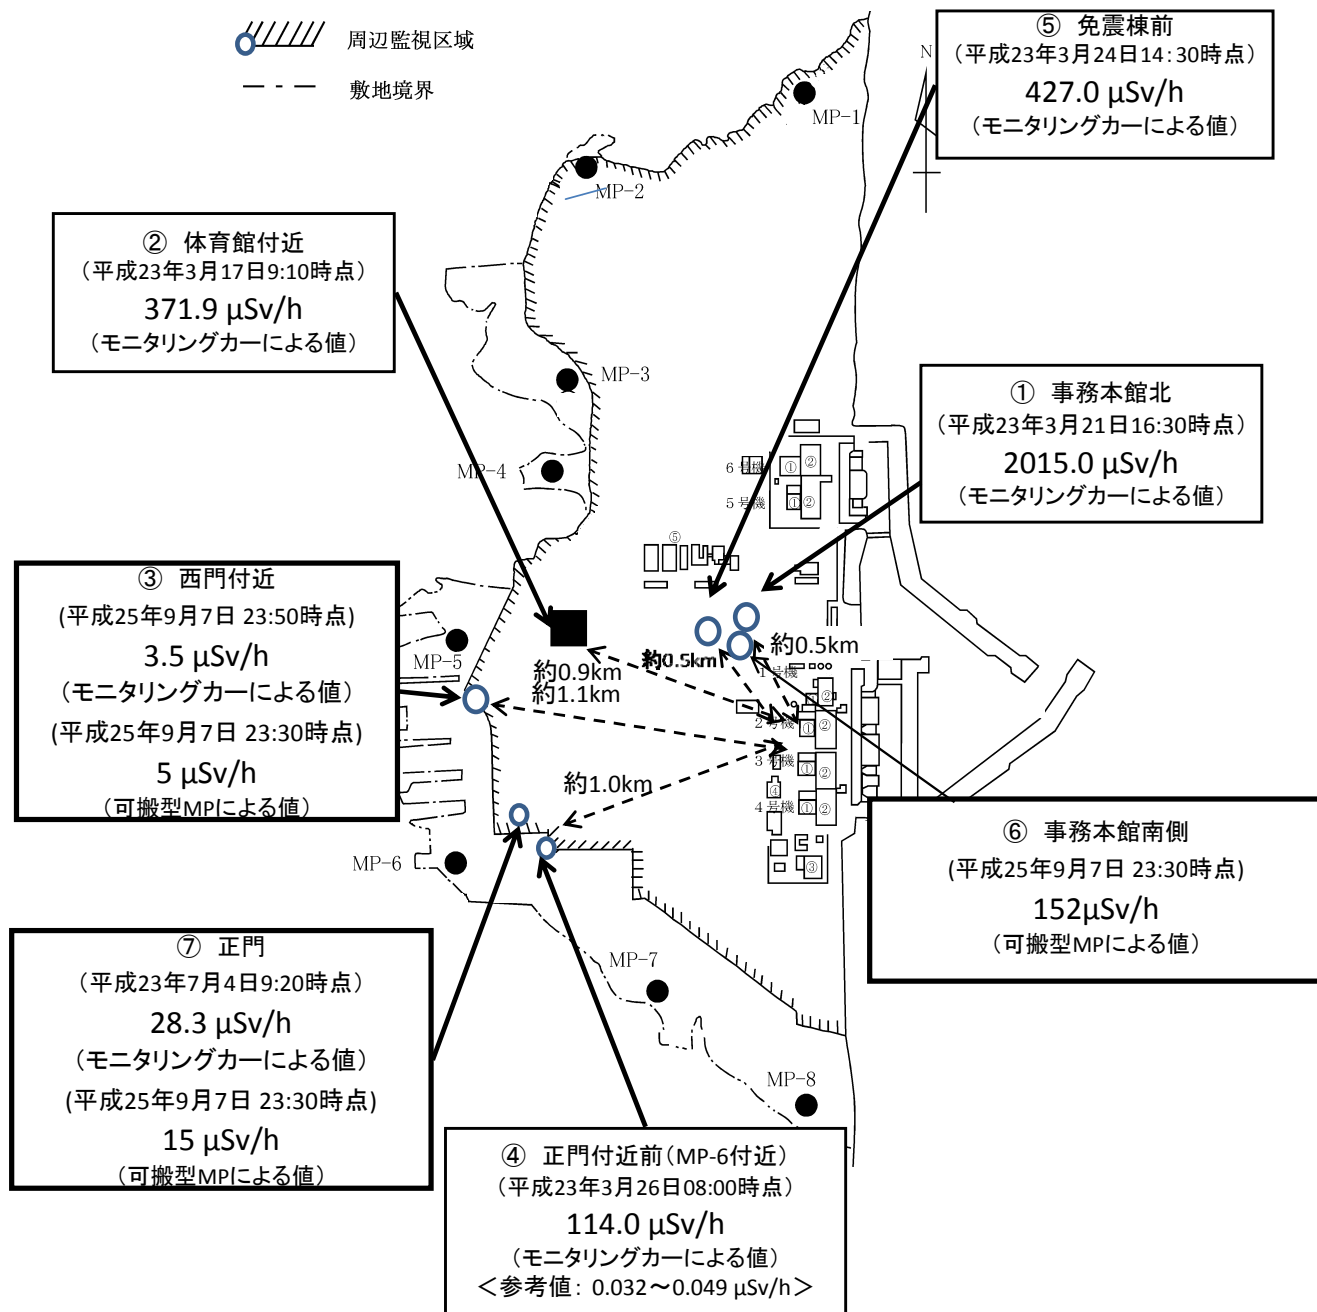 周辺監視区域
敷地境界
⑤ 免震棟前
（平成23年3月24日14：30時点）
427.0 μSv/h
（モニタリングカーによる値）
N
MP-1
MP-2
② 体育館付近
（平成23年3月17日9:10時点）
371.9 μSv/h
（モニタリングカーによる値）
MP-3
MP-4
① 事務本館北
（平成23年3月21日16:30時点）
2015.0 μSv/h
（モニタリングカーによる値）
6号機
①
②
5号機
①
②
⑤
③ 西門付近
(平成25年9月7日 23:50時点)
3.5 μSv/h
（モニタリングカーによる値）
(平成25年9月7日 23:30時点)
5 μSv/h
（可搬型MPによる値）
MP-5
約0.9km
約1.1km
約0.5km
約0.5km
1号機
②
2号機
①
②
3号機
①
②
④
4号機
①
②
③
約1.0km
MP-6
⑥ 事務本館南側
(平成25年9月7日 23:30時点)
152μSv/h
（可搬型MPによる値）
⑦ 正門
（平成23年7月4日9:20時点）
28.3 μSv/h
（モニタリングカーによる値）
(平成25年9月7日 23:30時点)
15 μSv/h
（可搬型MPによる値）
MP-7
MP-8
④ 正門付近前（MP-6付近）
（平成23年3月26日08:00時点）
114.0 μSv/h
（モニタリングカーによる値）
＜参考値： 0.032～0.049 μSv/h＞